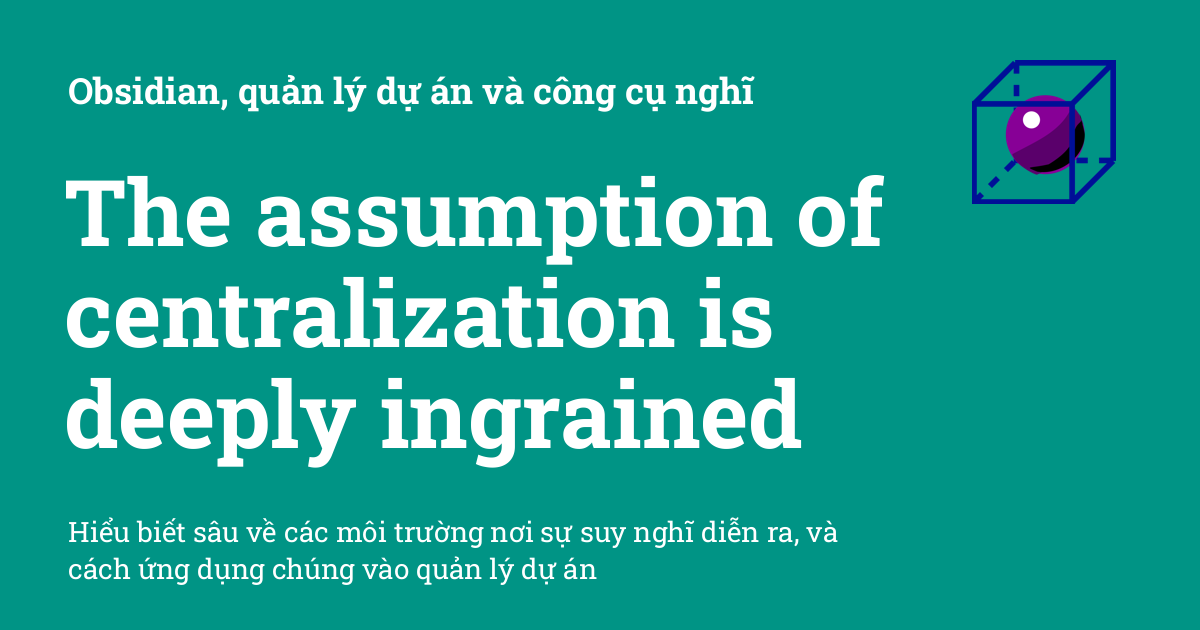 Obsidian, quản lý dự án và công cụ nghĩ
The assumption of
centralization is
deeply ingrained
Hiểu biết sâu về các môi trường nơi sự suy nghĩ diễn ra, và
cách ứng dụng chúng vào quản lý dự án